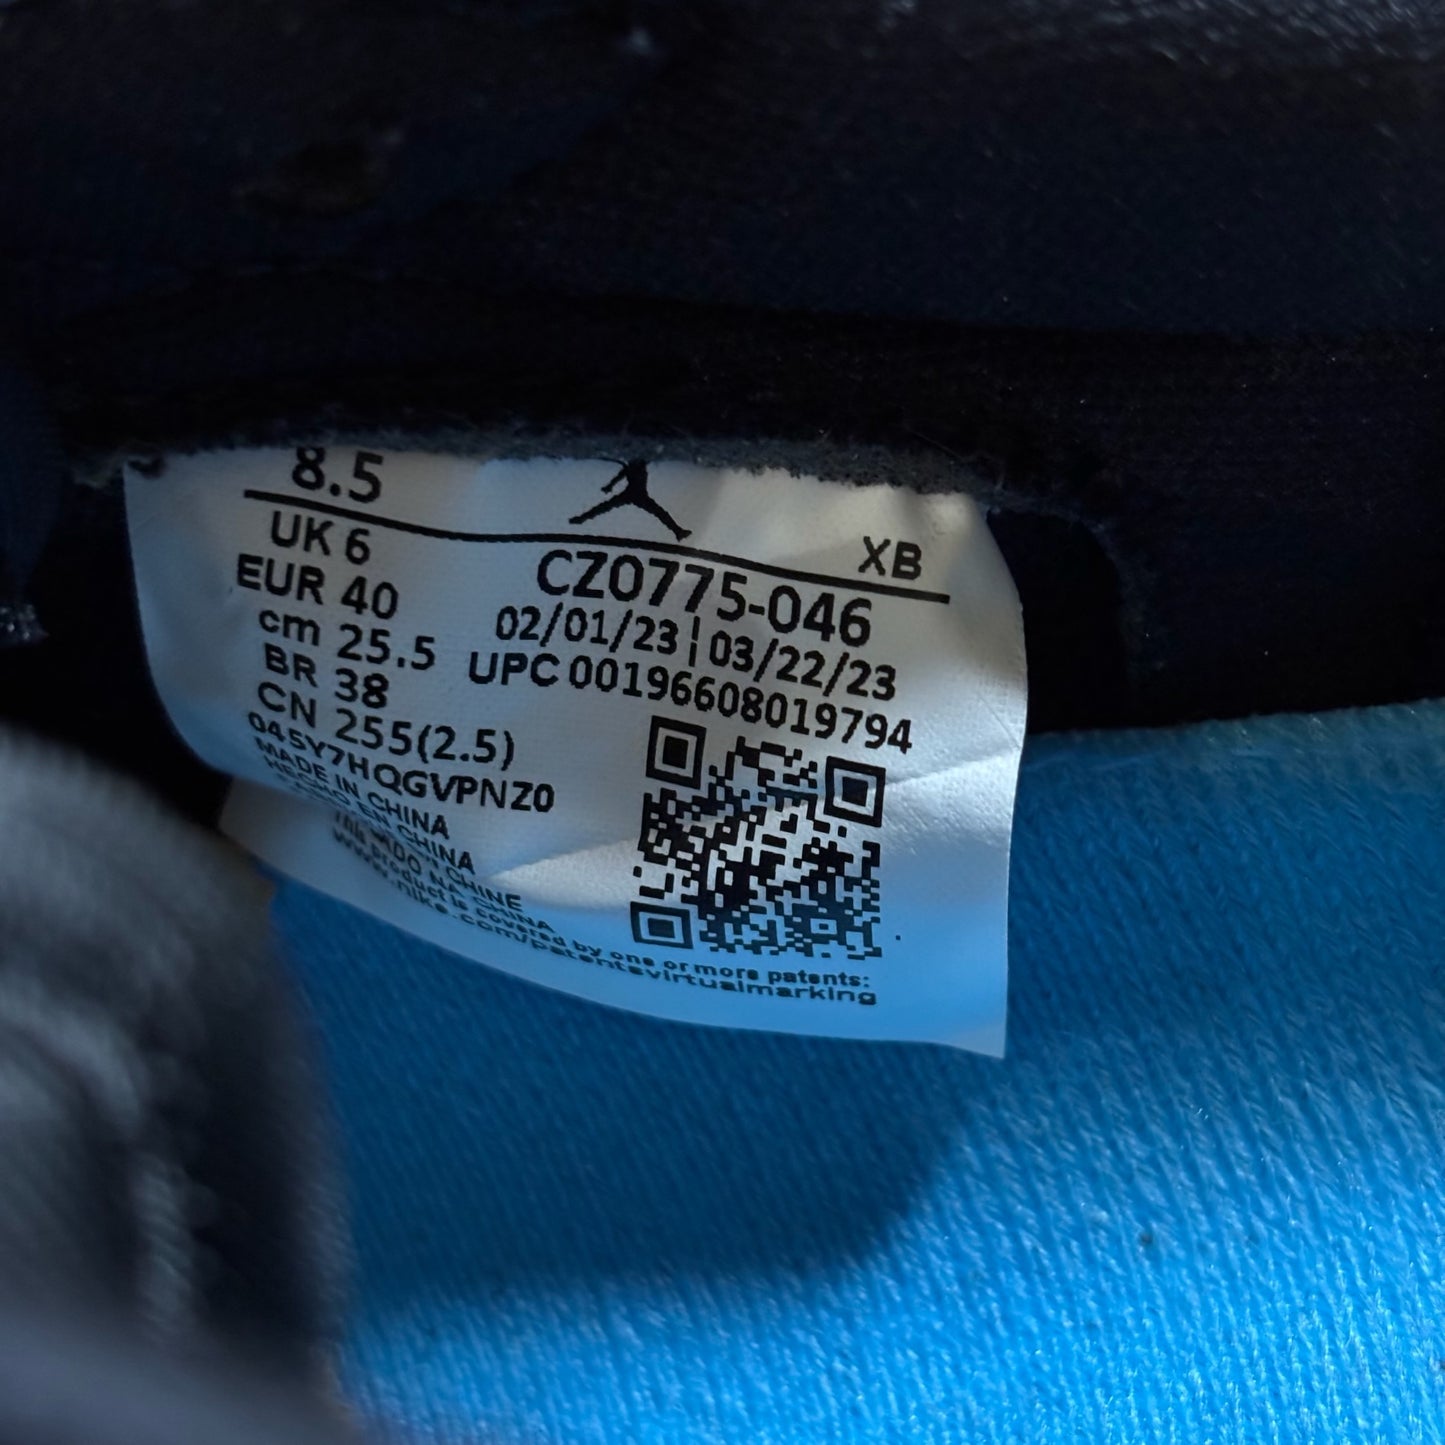 8.5
XB
UK 6
EUR 40
cm 25.5
BR 38
CN 255(2.5)
045Y7HQGVPNZ0
CZ0775-046
02/01/23 | 03/22/23
UPC 00196608019794
MADE IN CHINA
HECHO EN CHINA
CHINE
NA CHINA
product is covered by one or more patents:
www.nike.com/patentsvirtualmarking